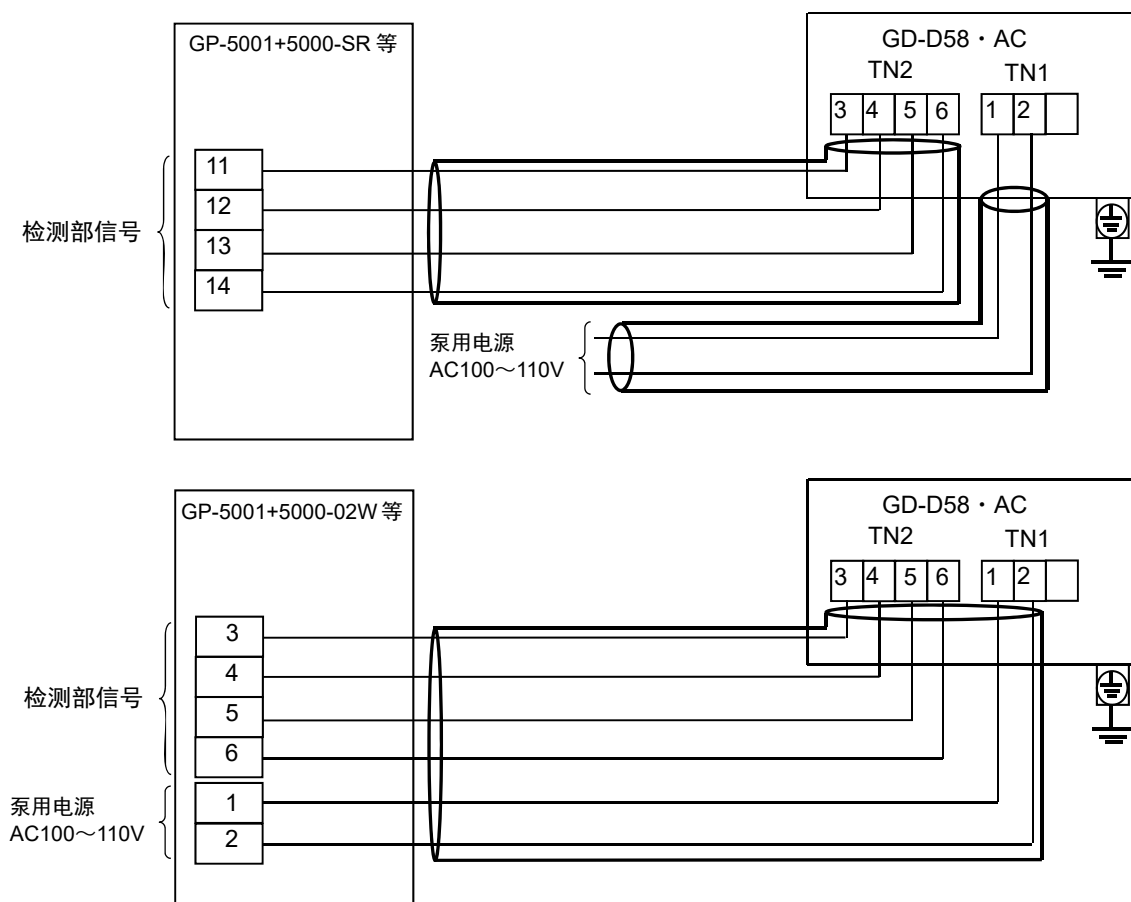 GP-5001+5000-SR 等
GD-D58・AC
TN2 TN1
3 4 5 6 1 2
检测部信号
11
12
13
14
泵用电源
AC100～110V
GP-5001+5000-02W 等
GD-D58・AC
TN2 TN1
3 4 5 6 1 2
检测部信号
3
4
5
6
泵用电源
AC100～110V
1
2